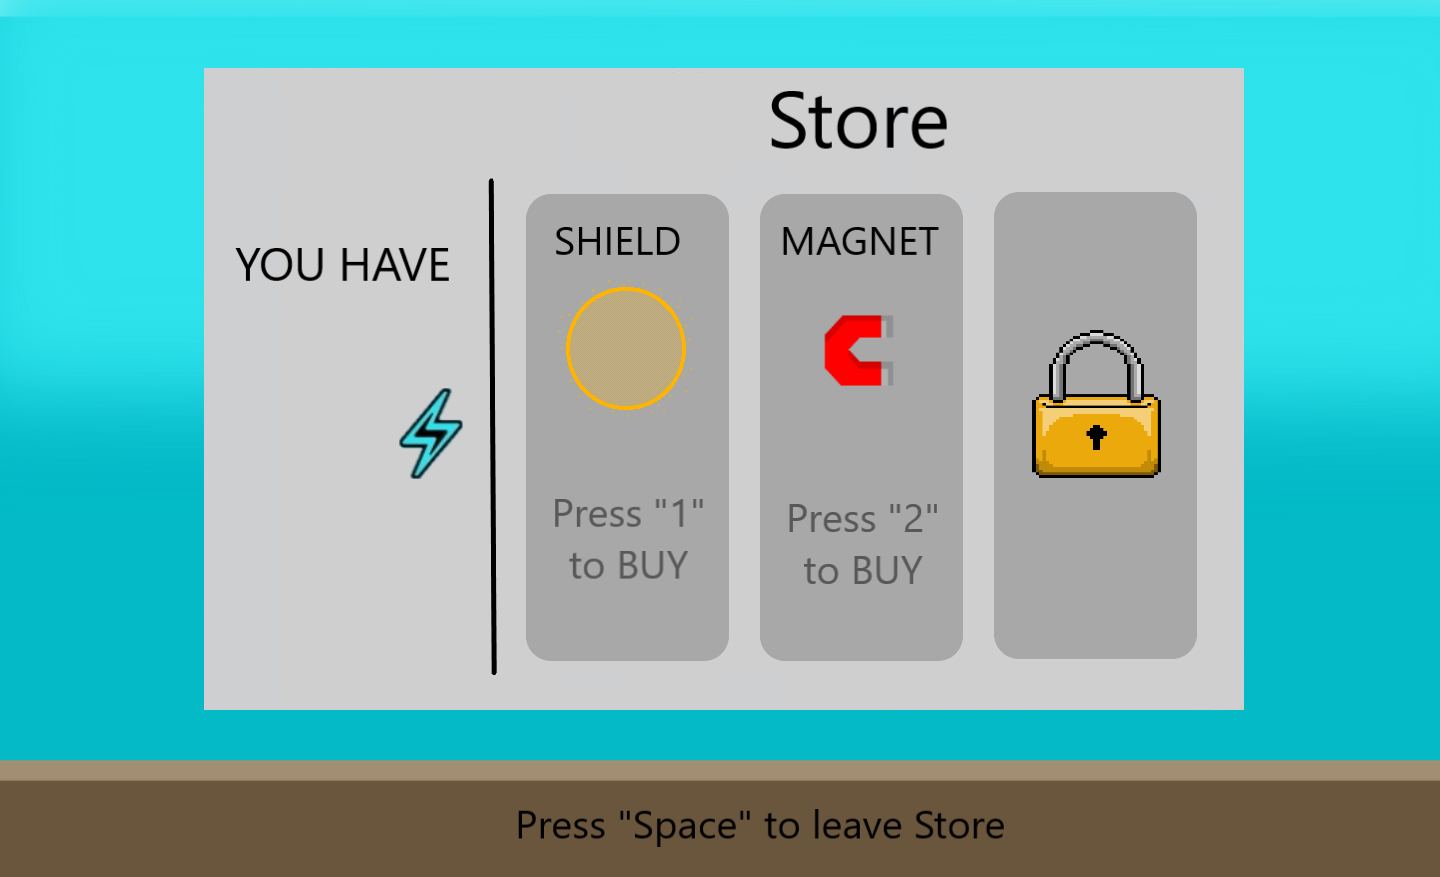 Store
YOU HAVE
SHIELD
Press "1"
to BUY
MAGNET
Press "2"
to BUY
Press "Space" to leave Store